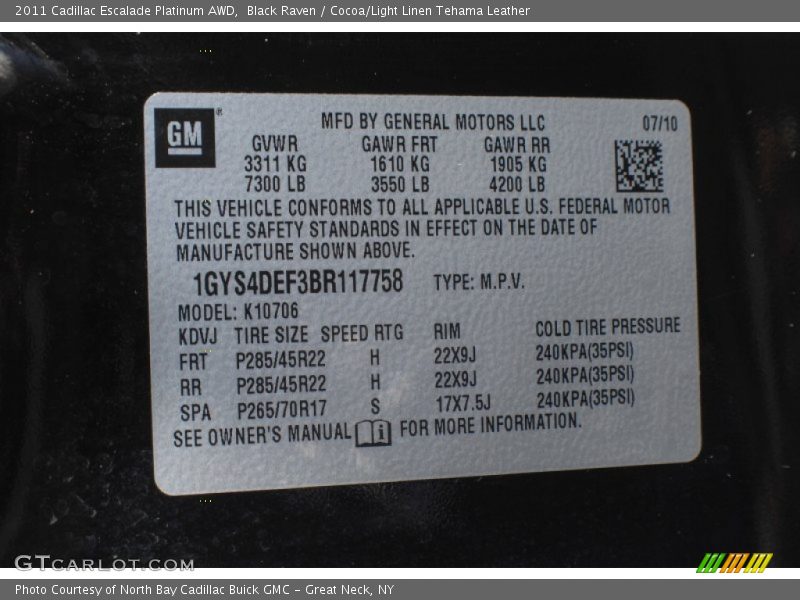 2011 Cadillac Escalade Platinum AWD,  Black Raven / Cocoa/Light Linen Tehama Leather
GM®
MFD BY GENERAL MOTORS LLC 07/10
GVWR GAWR FRT GAWR RR
3311 KG 1610 KG 1905 KG
7300 LB 3550 LB 4200 LB
THIS VEHICLE CONFORMS TO ALL APPLICABLE U.S. FEDERAL MOTOR
VEHICLE SAFETY STANDARDS IN EFFECT ON THE DATE OF
MANUFACTURE SHOWN ABOVE.
1GYS4DEF3BR117758 TYPE: M.P.V.
MODEL: K10706
KDVJ TIRE SIZE SPEED RTG RIM COLD TIRE PRESSURE
FRT P285/45R22 H 22X9J 240KPA(35PSI)
RR P285/45R22 H 22X9J 240KPA(35PSI)
SPA P265/70R17 S 17X7.5J 240KPA(35PSI)
SEE OWNER'S MANUAL i FOR MORE INFORMATION.
GTCARLOT.COM
Photo Courtesy of North Bay Cadillac Buick GMC - Great Neck, NY